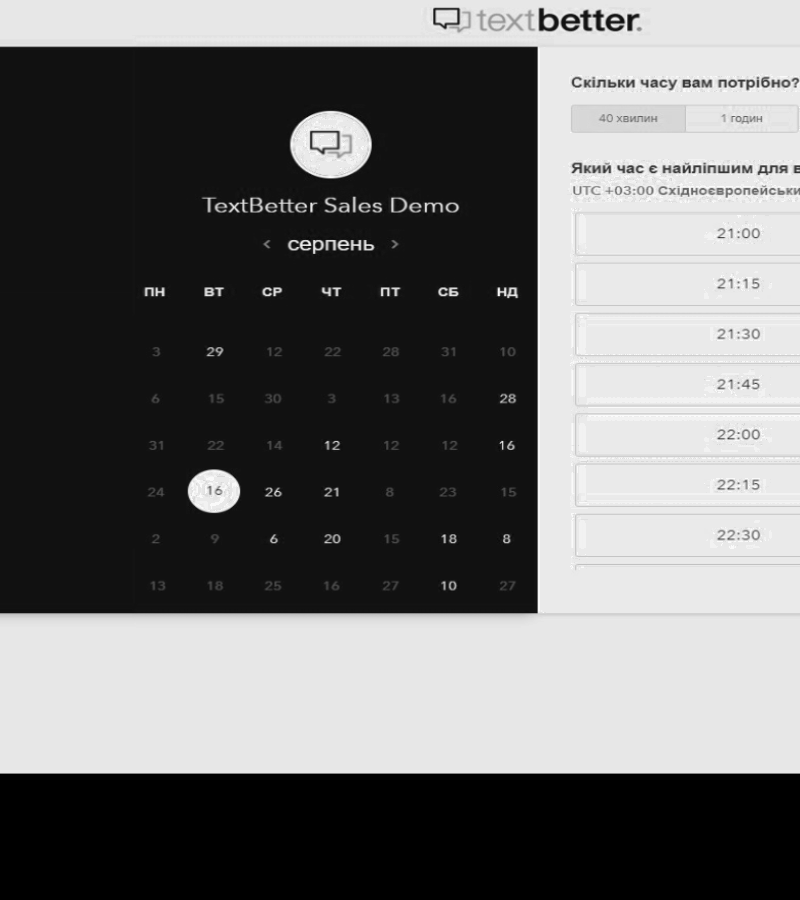 textbetter.
TextBetter Sales Demo
< серпень >
ПН ВТ СР ЧТ ПТ СБ НД
3 29 12 22 28 31 10
6 15 30 3 13 16 28
31 22 14 12 12 12 16
24 16 26 21 8 23 15
2 9 6 20 15 18 8
13 18 25 16 27 10 27
Скільки часу вам потрібно?
40 хвилин 1 годин
Який час є найліпшим для в
UTC +03:00 Східноєвропейськи
21:00
21:15
21:30
21:45
22:00
22:15
22:30